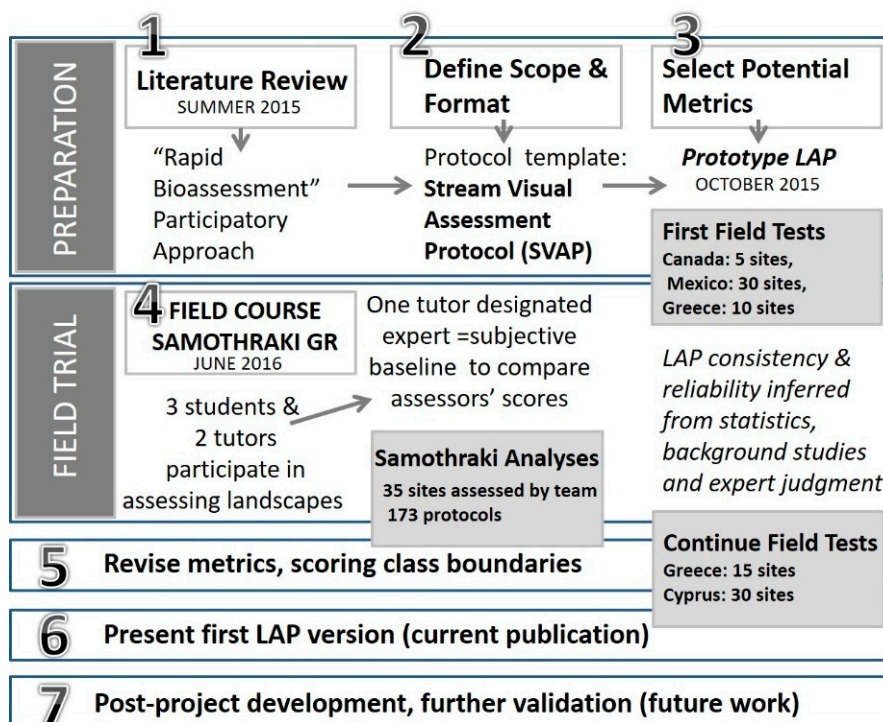 PREPARATION
1
Literature Review
SUMMER 2015
“Rapid
Bioassessment”
Participatory
Approach
2
Define Scope &
Format
Protocol template:
Stream Visual
Assessment
Protocol (SVAP)
3
Select Potential
Metrics
Prototype LAP
OCTOBER 2015
First Field Tests
Canada: 5 sites,
Mexico: 30 sites,
Greece: 10 sites
FIELD TRIAL
4
FIELD COURSE
SAMOTHRAKI GR
JUNE 2016
3 students &
2 tutors
participate in
assessing landscapes
One tutor designated
expert =subjective
baseline to compare
assessors’ scores
Samothraki Analyses
35 sites assessed by team
173 protocols
LAP consistency &
reliability inferred
from statistics,
background studies
and expert judgment
Continue Field Tests
Greece: 15 sites
Cyprus: 30 sites
5 Revise metrics, scoring class boundaries
6 Present first LAP version (current publication)
7 Post-project development, further validation (future work)